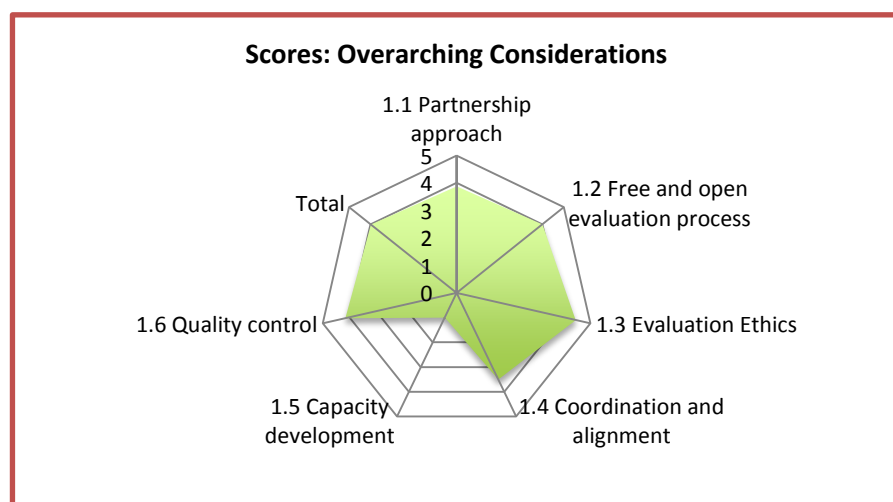 Scores: Overarching Considerations
1.1 Partnership
approach
5
4
3
2
1
0
1.2 Free and open
evaluation process
1.3 Evaluation Ethics
1.4 Coordination and
alignment
1.5 Capacity
development
1.6 Quality control
Total